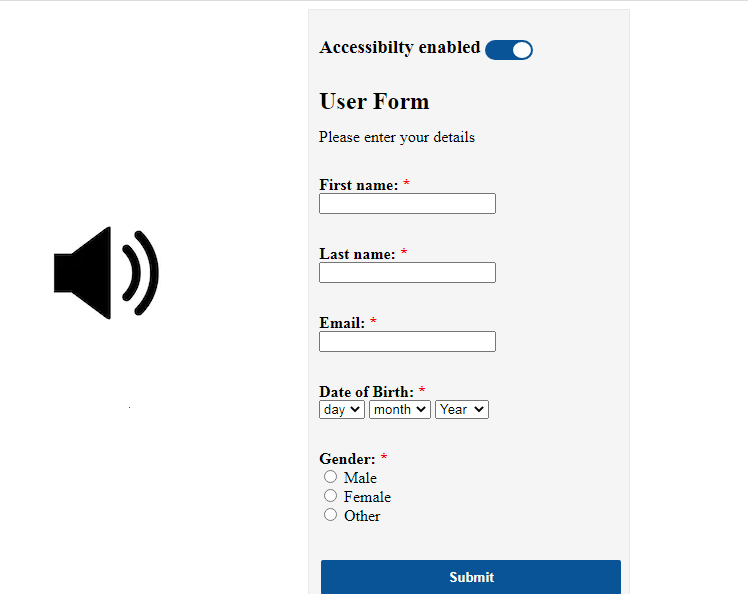 Accessibilty enabled
User Form
Please enter your details
First name: *
Last name: *
Email: *
Date of Birth: *
day month Year
Gender: *
Male
Female
Other
Submit